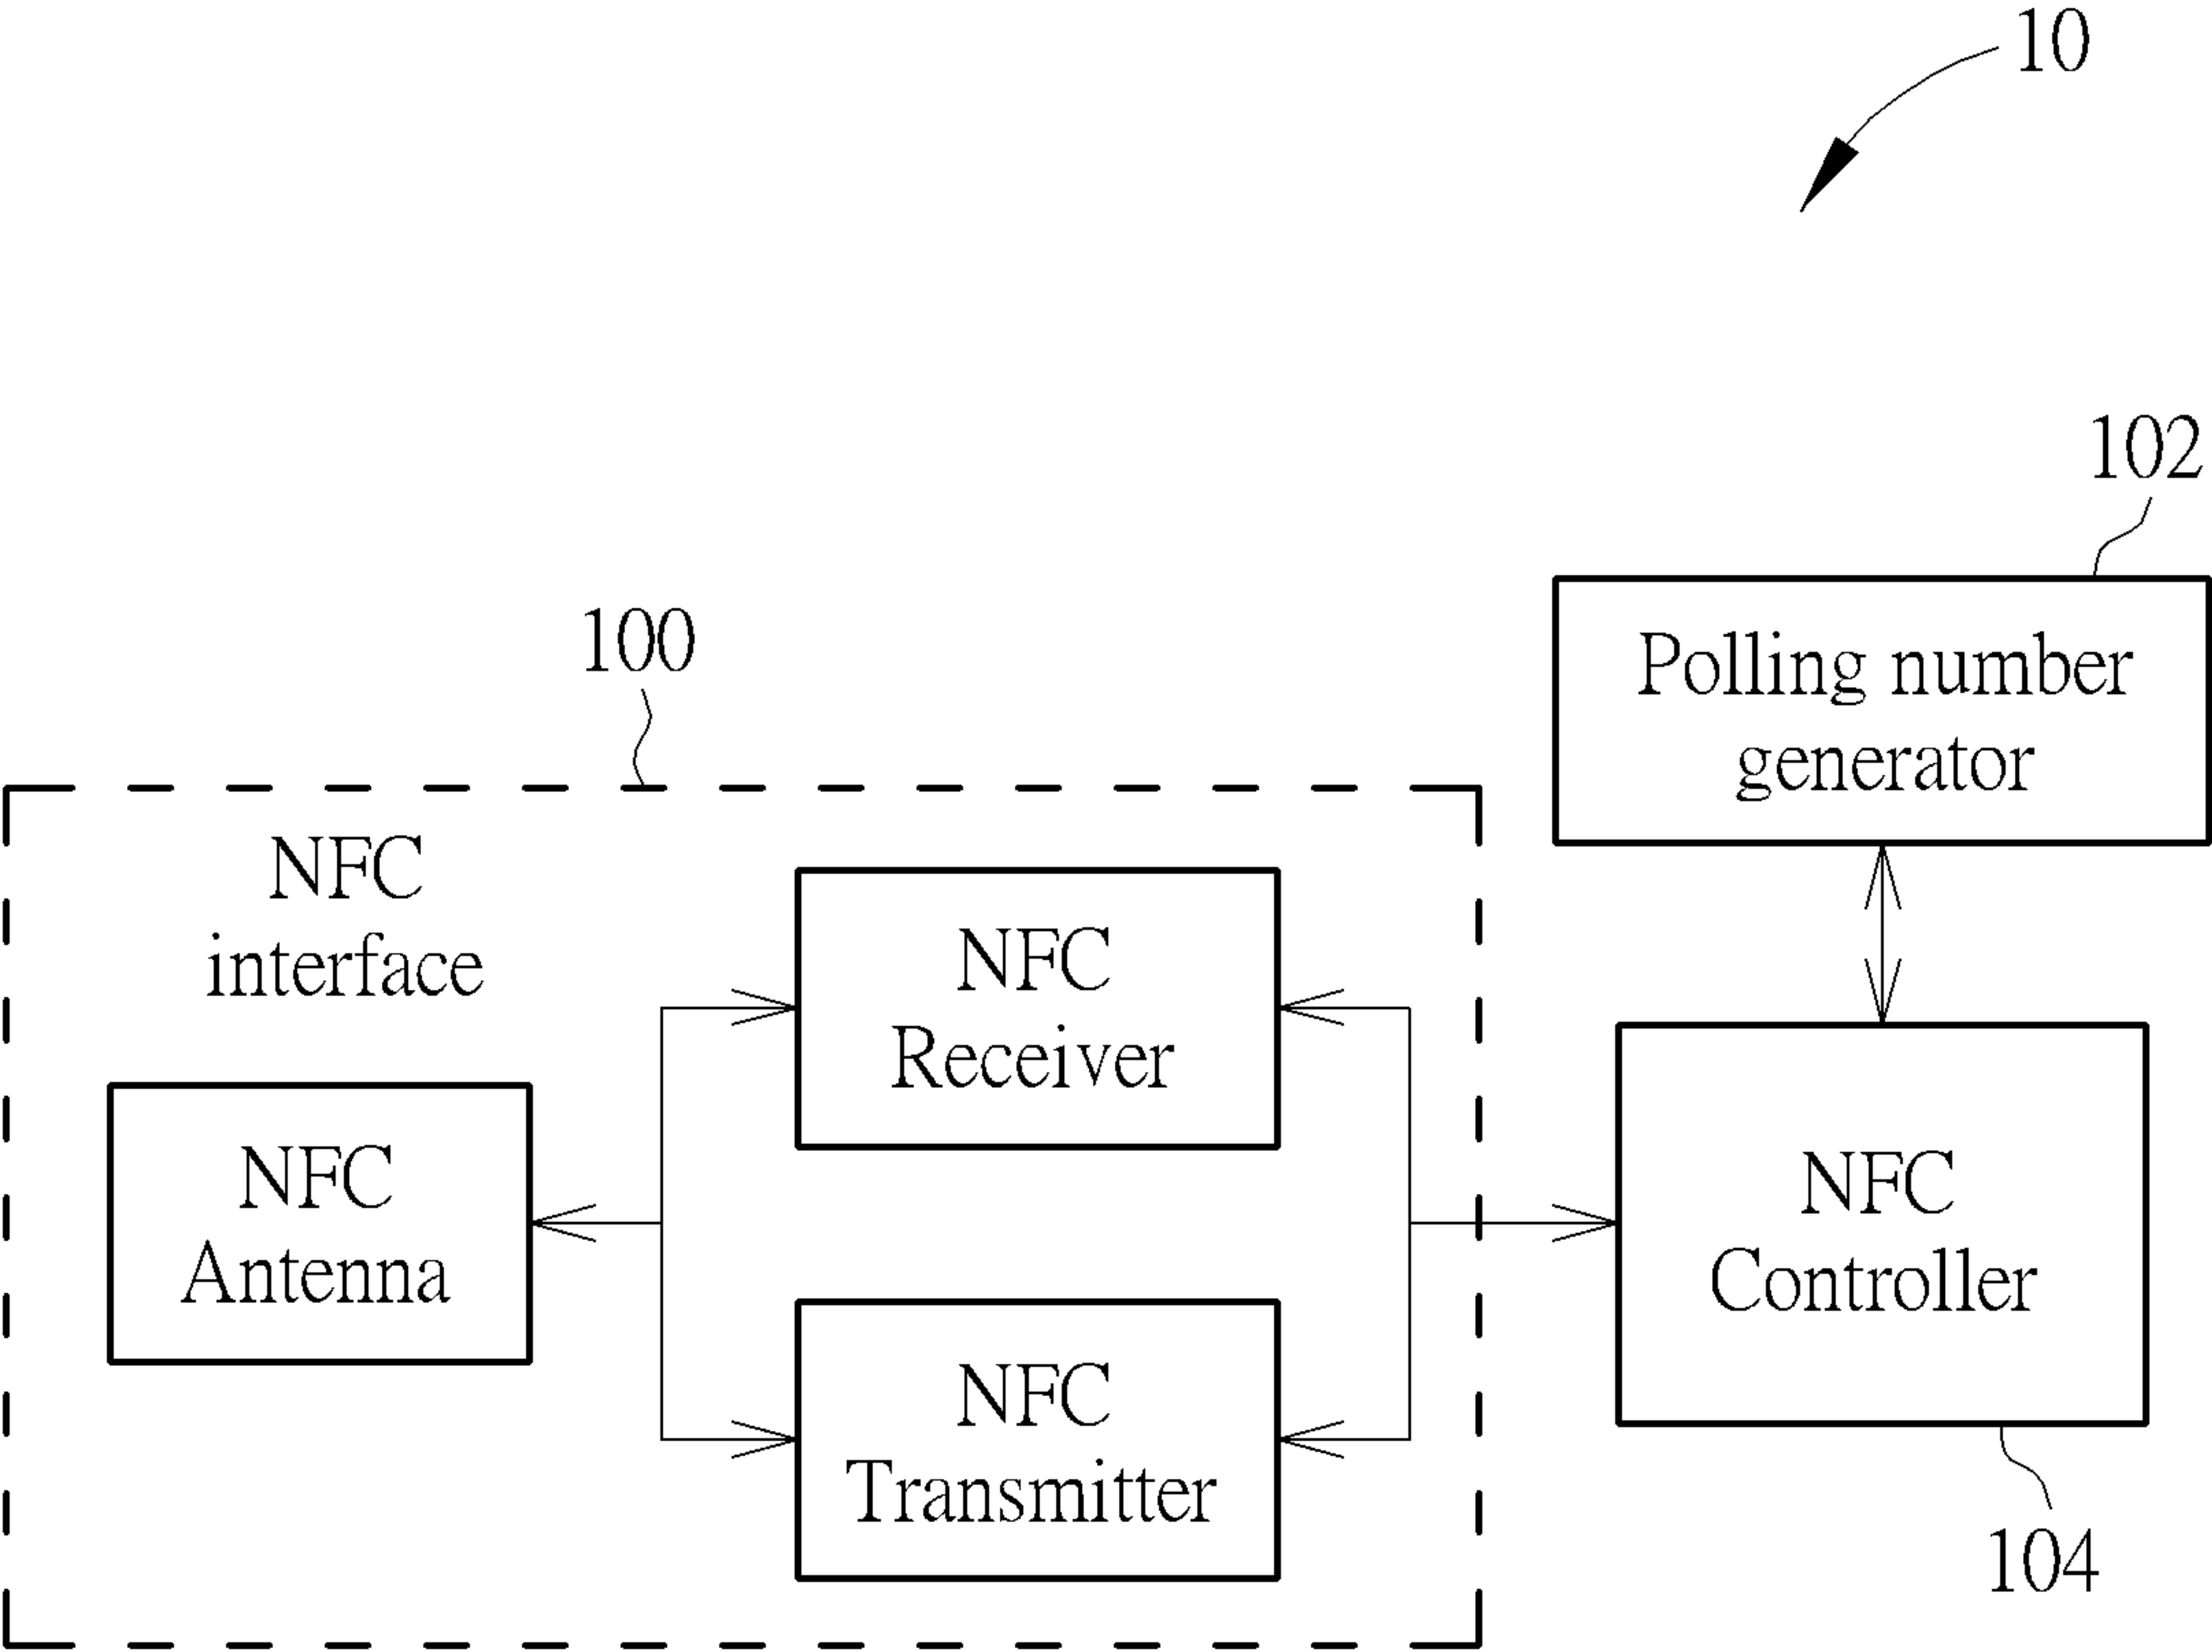 10
102
Polling number
generator
100
NFC
interface
NFC
Receiver
NFC
Antenna
NFC
Controller
NFC
Transmitter
104